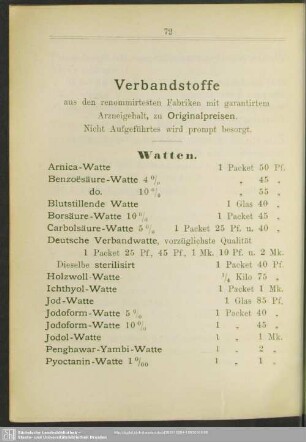 72
Verbandstoffe
aus den renommirtesten Fabriken mit garantirtem
Arzneigehalt, zu Originalpreisen.
Nicht Aufgeführtes wird prompt besorgt.
Watten.
Arnica-Watte 1 Packet 50 Pf.
Benzoësäure-Watte 4 % „ 45 „
do. 10 % „ 55 „
Blutstillende Watte 1 Glas 40 „
Borsäure-Watte 10 % 1 Packet 45 „
Carbolsäure-Watte 5 % 1 Packet 25 Pf. u. 40 „
Deutsche Verbandwatte, vorzüglichste Qualität
1 Packet 25 Pf, 45 Pf, 1 Mk. 10 Pf. u. 2 Mk.
Dieselbe sterilisirt 1 Packet 40 Pf.
Holzwoll-Watte Kilo 75 „
Ichthyol-Watte 1 Packet 1 Mk.
Jod-Watte 1 Glas 85 Pf.
Jodoform-Watte 5 % 1 Packet 40 „
Jodoform-Watte 10 % 1 „ 45 „
Jodol-Watte 1 „ 1 Mk.
Penghawar-Yambi-Watte 1 „ 2 „
Pyoctanin-Watte 1 ‰ 1 „ 1 „